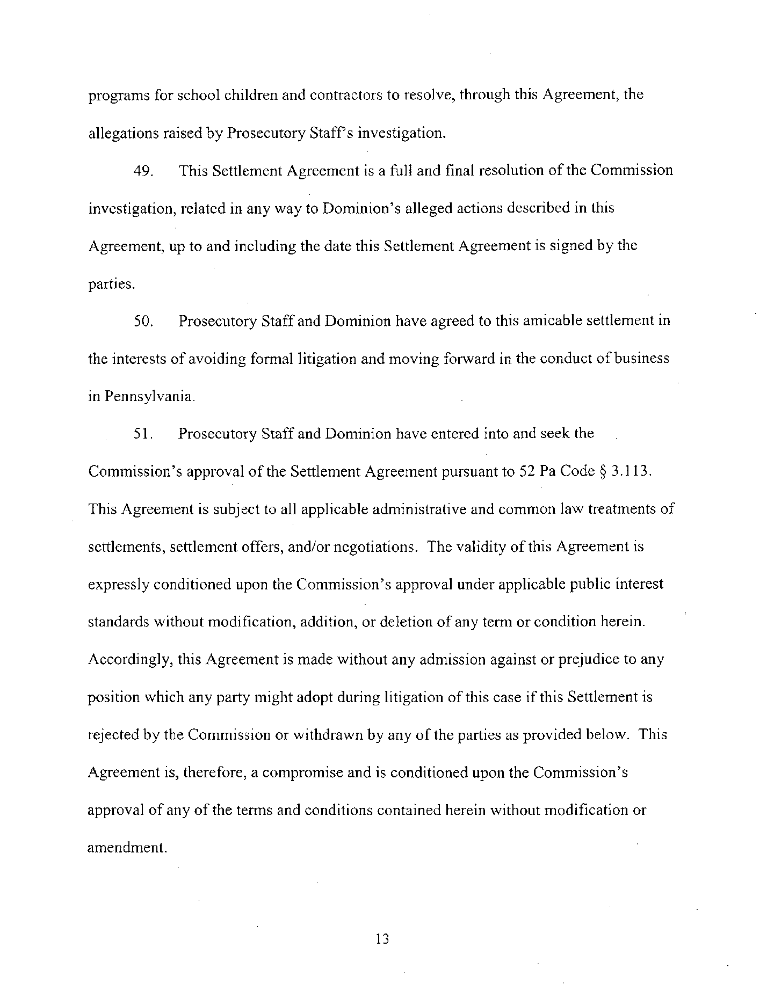 programs for school children and contractors to resolve, through this Agreement, the
allegations raised by Prosecutory Staff's investigation.
49. This Settlement Agreement is a full and final resolution of the Commission
investigation, related in any way to Dominion's alleged actions described in this
Agreement, up to and including the date this Settlement Agreement is signed by the
parties.
50. Prosecutory Staff and Dominion have agreed to this amicable settlement in
the interests of avoiding formal litigation and moving forward in the conduct of business
in Pennsylvania.
51. Prosecutory Staff and Dominion have entered into and seek the
Commission's approval of the Settlement Agreement pursuant to 52 Pa Code § 3.113.
This Agreement is subject to all applicable administrative and common law treatments of
settlements, settlement offers, and/or negotiations. The validity of this Agreement is
expressly conditioned upon the Commission's approval under applicable public interest
standards without modification, addition, or deletion of any term or condition herein.
Accordingly, this Agreement is made without any admission against or prejudice to any
position which any party might adopt during litigation of this case if this Settlement is
rejected by the Commission or withdrawn by any of the parties as provided below. This
Agreement is, therefore, a compromise and is conditioned upon the Commission's
approval of any of the terms and conditions contained herein without modification or
amendment.
13